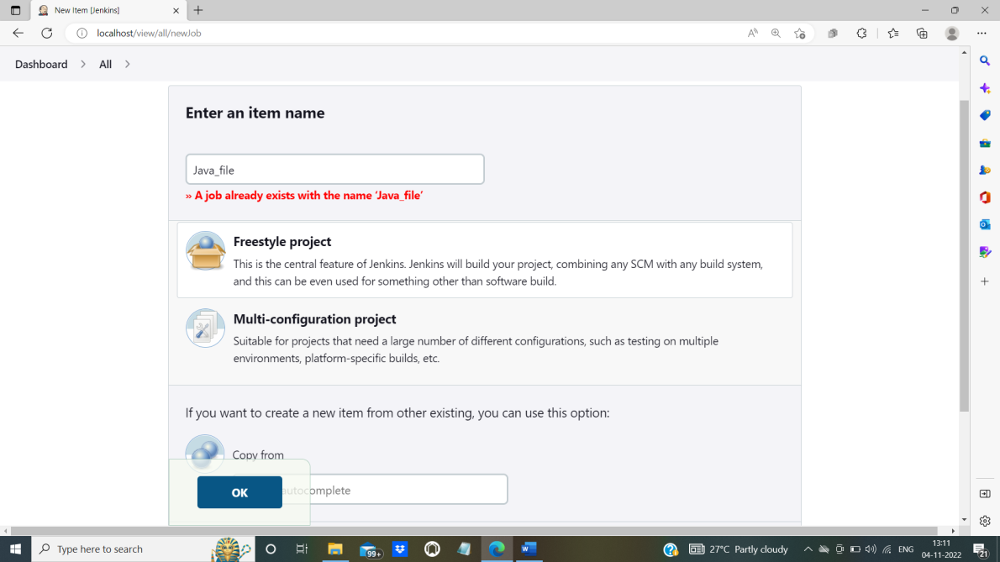 New Item [Jenkins]
localhost/view/all/newJob
Dashboard
All
Enter an item name
Java_file
» A job already exists with the name ‘Java_file’
Freestyle project
This is the central feature of Jenkins. Jenkins will build your project, combining any SCM with any build system,
and this can be even used for something other than software build.
Multi-configuration project
Suitable for projects that need a large number of different configurations, such as testing on multiple
environments, platform-specific builds, etc.
If you want to create a new item from other existing, you can use this option:
Copy from
autocomplete
OK
Type here to search
99+
27°C Partly cloudy
ENG
13:11
04-11-2022
21